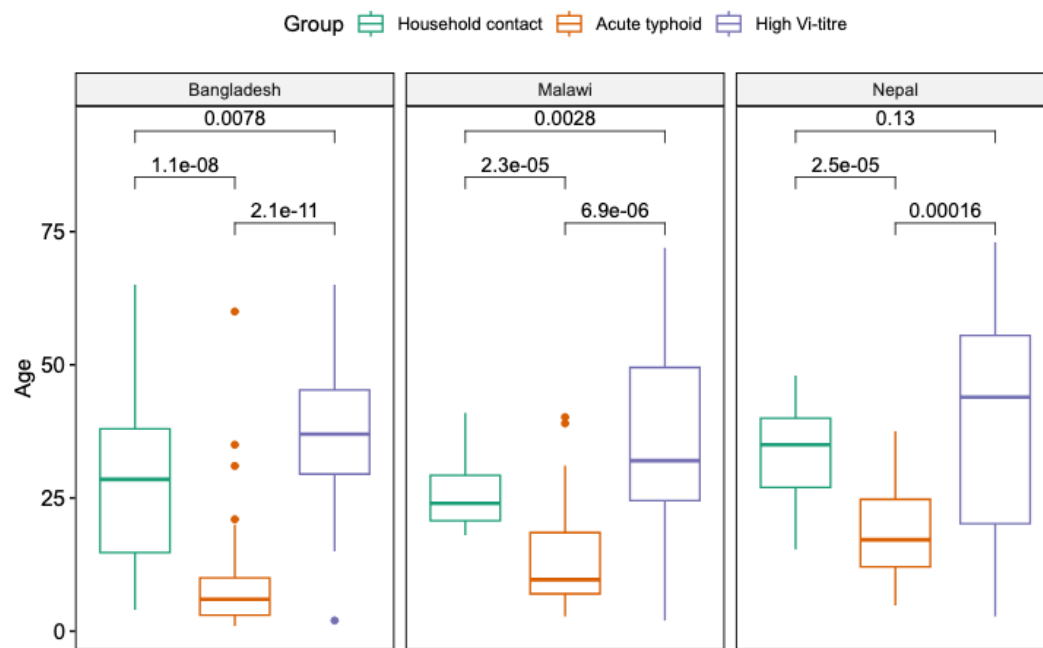 Group Household contact Acute typhoid High Vi-titre
Bangladesh Malawi Nepal
0.0078 0.0028 0.13
1.1e-08 2.3e-05 2.5e-05
2.1e-11 6.9e-06 0.00016
75
50
Age
25
0